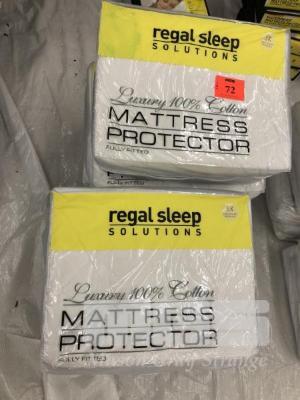 regal sleep
SOLUTIONS
72
Luxury 100% Cotton
MATTRESS
PROTECTOR
FULLY FITTED
regal sleep
SOLUTIONS
Luxury 100% Cotton
MATTRESS
PROTECTOR
FULLY FITTED